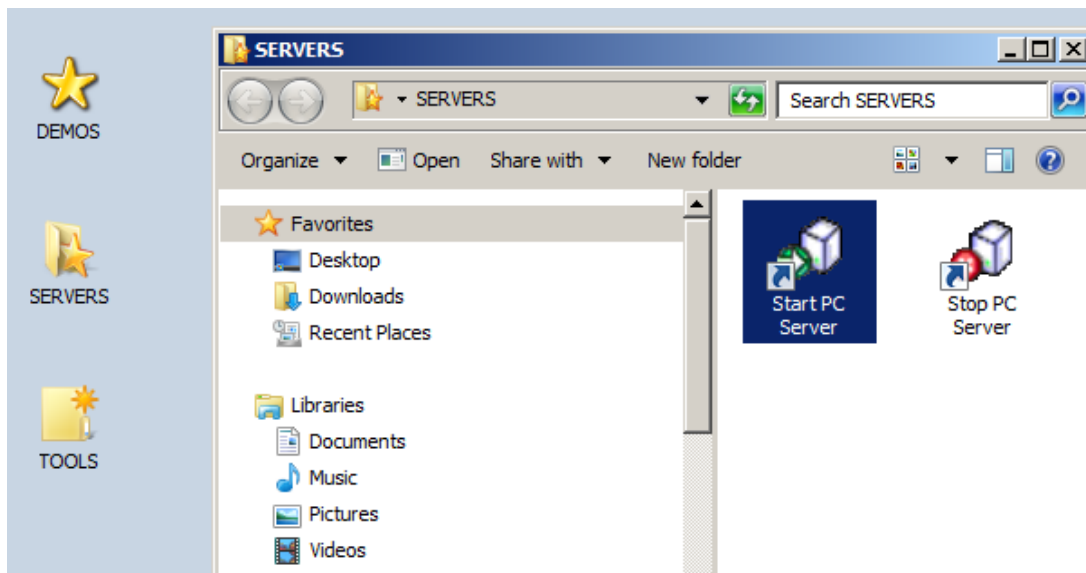 DEMOS
SERVERS
TOOLS
SERVERS
SERVERS
Search SERVERS
Organize Open Share with New folder
Favorites
Desktop
Downloads
Recent Places
Libraries
Documents
Music
Pictures
Videos
Start PC
Server
Stop PC
Server